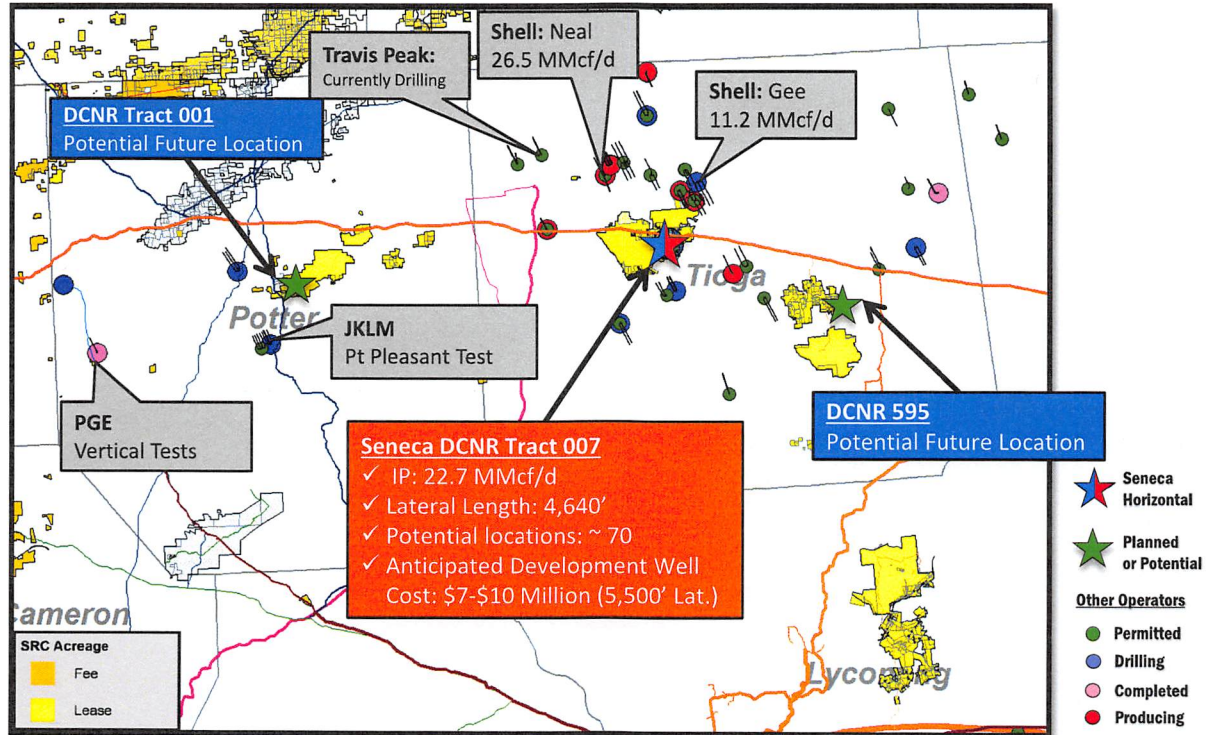 Shell: Neal
26.5 MMcf/d
Travis Peak:
Currently Drilling
Shell: Gee
11.2 MMcf/d
DCNR Tract 001
Potential Future Location
Tioga
Potter
JKLM
Pt Pleasant Test
PGE
Vertical Tests
DCNR 595
Potential Future Location
Seneca DCNR Tract 007
✓ IP: 22.7 MMcf/d
✓ Lateral Length: 4,640’
✓ Potential locations: ~ 70
✓ Anticipated Development Well
Cost: $7-$10 Million (5,500’ Lat.)
Cameron
Lycoming
SRC Acreage
Fee
Lease
Seneca
Horizontal
Planned
or Potential
Other Operators
Permitted
Drilling
Completed
Producing